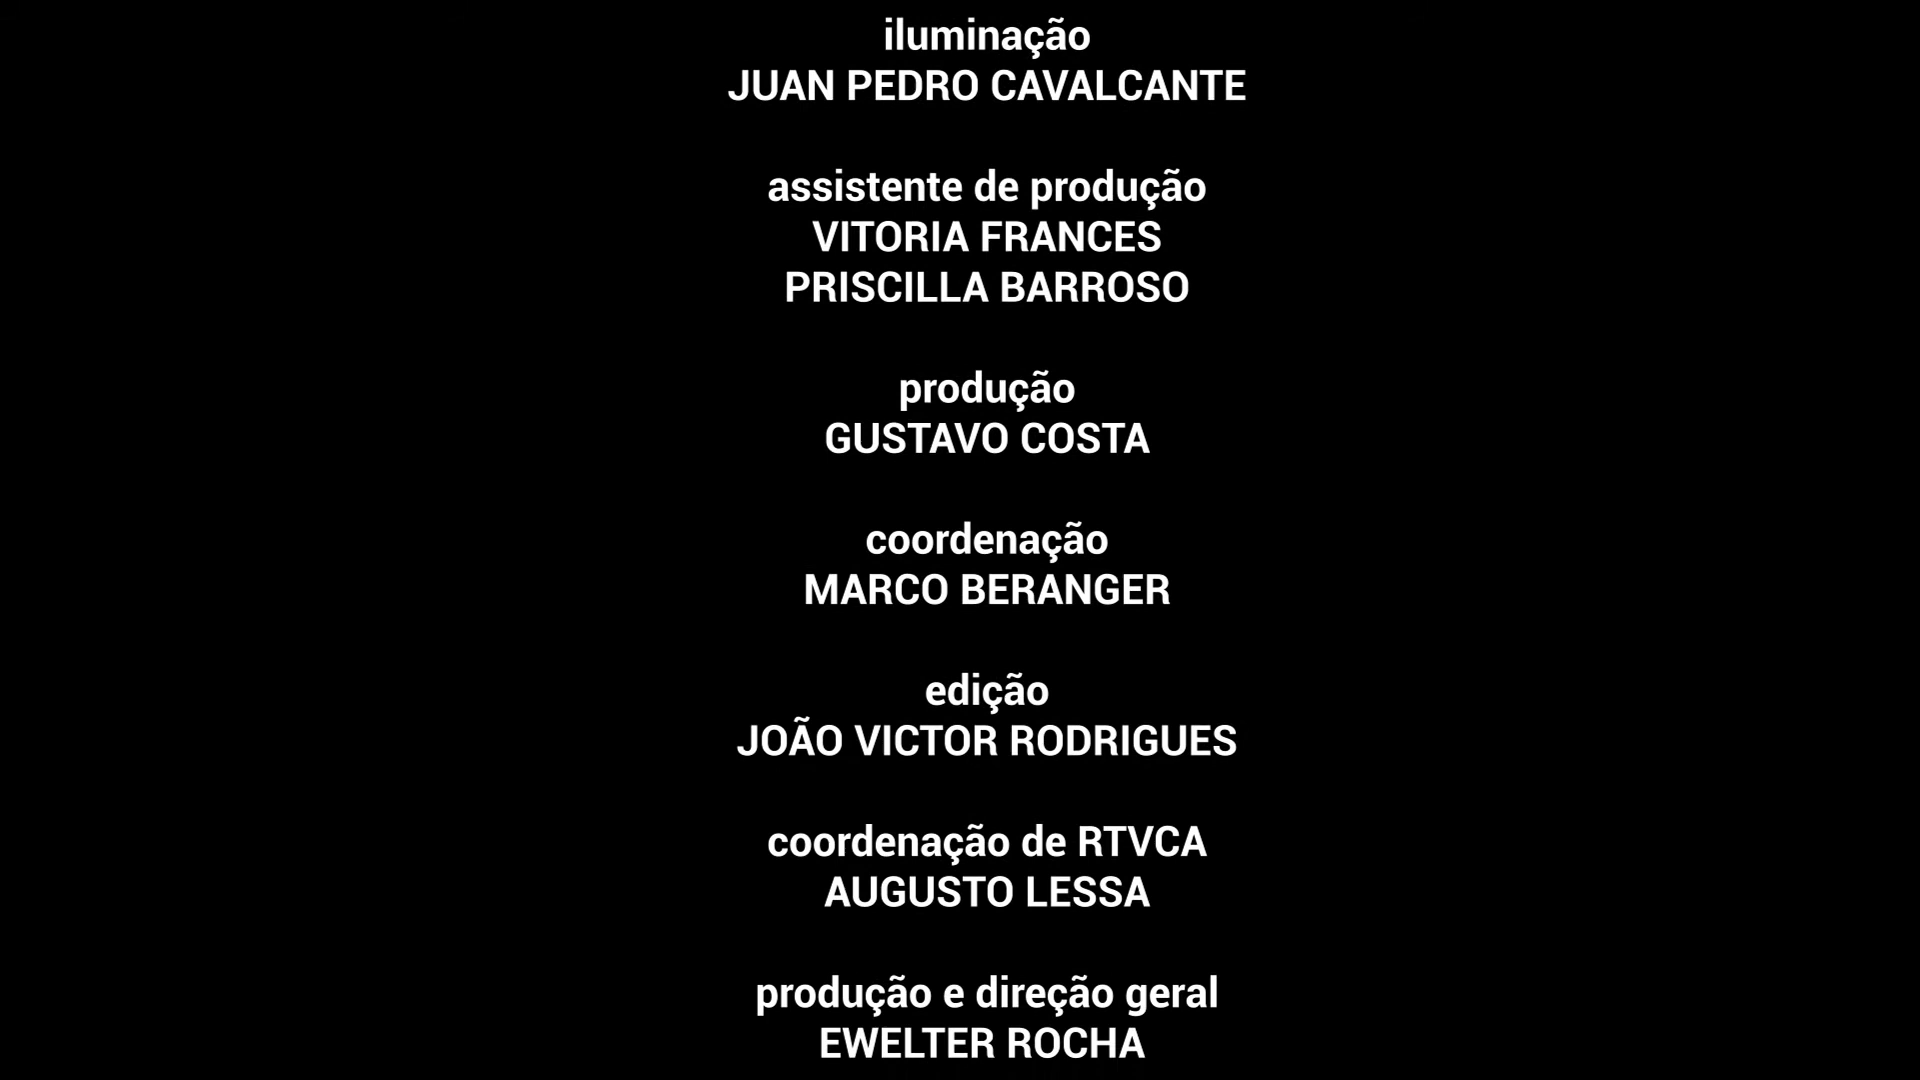 iluminação
JUAN PEDRO CAVALCANTE
assistente de produção
VITORIA FRANCES
PRISCILLA BARROSO
produção
GUSTAVO COSTA
coordenação
MARCO BERANGER
edição
JOÃO VICTOR RODRIGUES
coordenação de RTVCA
AUGUSTO LESSA
produção e direção geral
EWELTER ROCHA